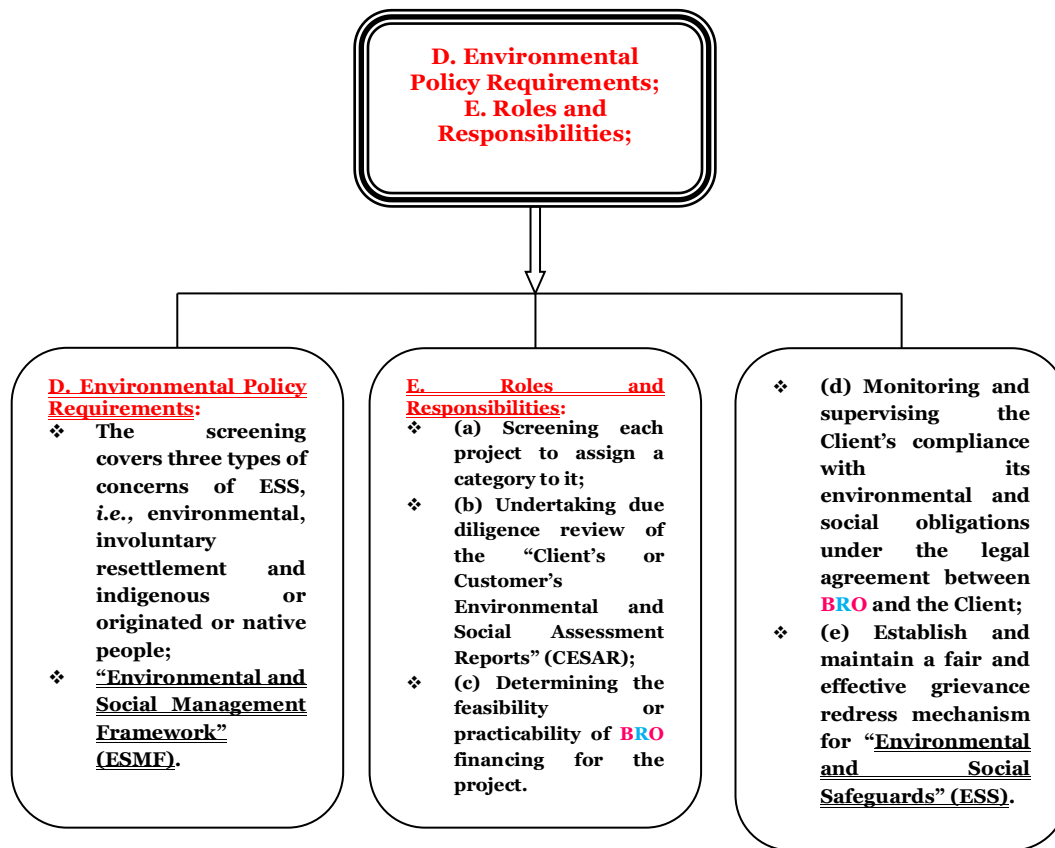 D. Environmental
Policy Requirements;
E. Roles and
Responsibilities;
D. Environmental Policy
Requirements:
❖ The screening
covers three types of
concerns of ESS,
i.e., environmental,
involuntary
resettlement and
indigenous or
originated or native
people;
❖ “Environmental and
Social Management
Framework”
(ESMF).
E. Roles and
Responsibilities:
❖ (a) Screening each
project to assign a
category to it;
❖ (b) Undertaking due
diligence review of
the “Client’s or
Customer’s
Environmental and
Social Assessment
Reports” (CESAR);
❖ (c) Determining the
feasibility or
practicability of BRO
financing for the
project.
❖ (d) Monitoring and
supervising the
Client’s compliance
with its
environmental and
social obligations
under the legal
agreement between
BRO and the Client;
❖ (e) Establish and
maintain a fair and
effective grievance
redress mechanism
for “Environmental
and Social
Safeguards” (ESS).